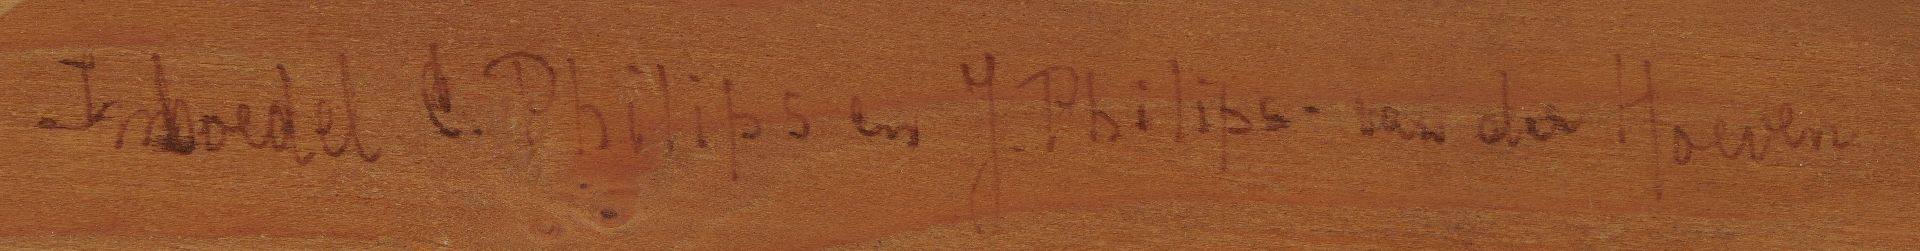 Inboedel C. Philips en J. Philips-van der Hoeven